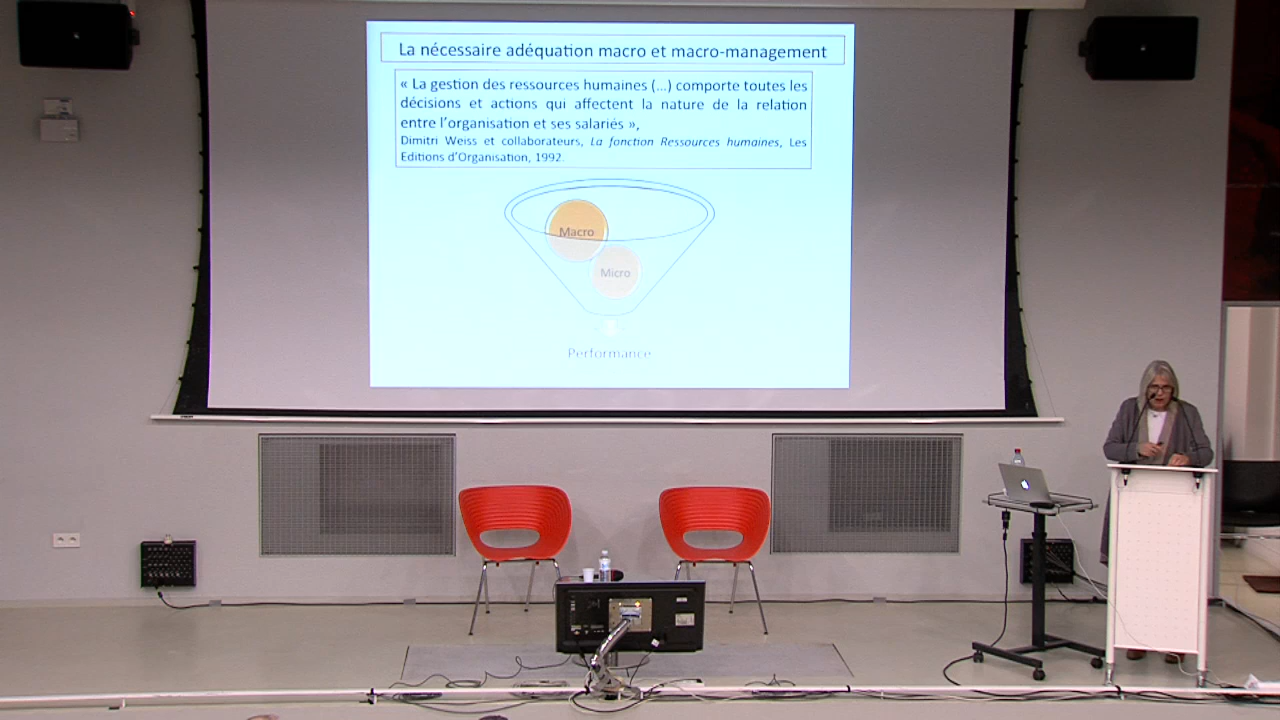 La nécessaire adéquation macro et macro-management
« La gestion des ressources humaines (...) comporte toutes les
décisions et actions qui affectent la nature de la relation
entre l'organisation et ses salariés »,
Dimitri Weiss et collaborateurs, La fonction Ressources humaines, Les
Editions d'Organisation, 1992.
Macro
Micro
Performance